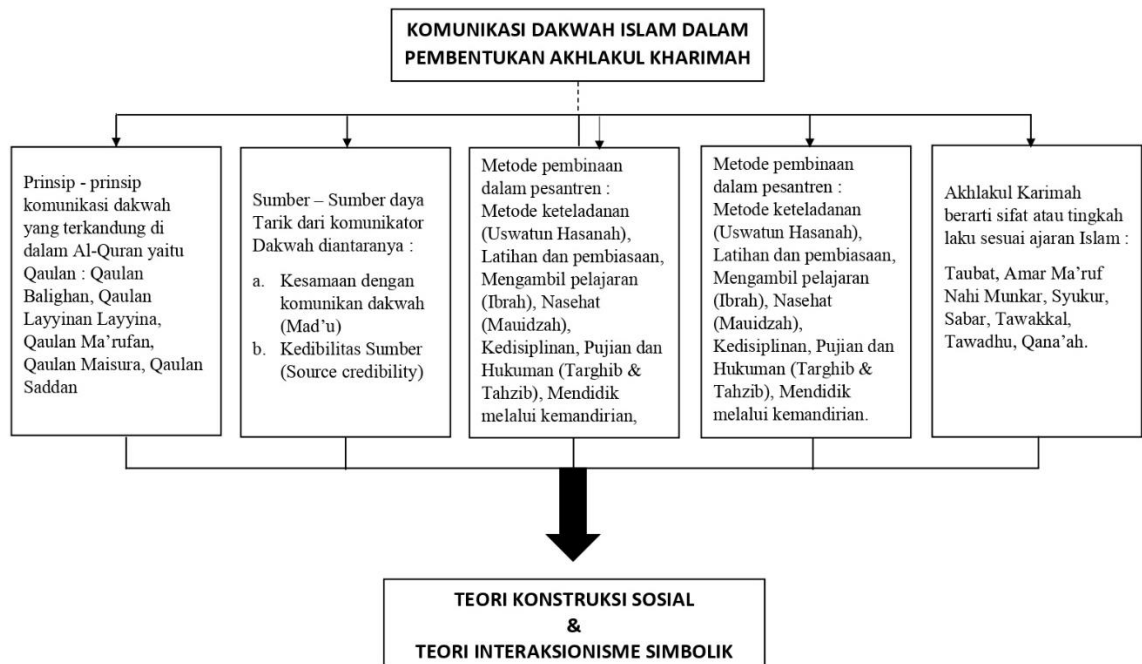 KOMUNIKASI DAKWAH ISLAM DALAM
PEMBENTUKAN AKHLAKUL KHARIMAH
Prinsip - prinsip
komunikasi dakwah
yang terkandung di
dalam Al-Quran yaitu
Qaulan : Qaulan
Balighan, Qaulan
Layyinan Layyina,
Qaulan Ma'rufan,
Qaulan Maisura, Qaulan
Saddan
Sumber – Sumber daya
Tarik dari komunikator
Dakwah diantaranya :
a. Kesamaan dengan
komunikan dakwah
(Mad'u)
b. Kedibilitas Sumber
(Source credibility)
Metode pembinaan
dalam pesantren :
Metode keteladanan
(Uswatun Hasanah),
Latihan dan pembiasaan,
Mengambil pelajaran
(Ibrah), Nasehat
(Mauidzah),
Kedisiplinan, Pujian dan
Hukuman (Targhib &
Tahzib), Mendidik
melalui kemandirian,
Metode pembinaan
dalam pesantren :
Metode keteladanan
(Uswatun Hasanah),
Latihan dan pembiasaan,
Mengambil pelajaran
(Ibrah), Nasehat
(Mauidzah),
Kedisiplinan, Pujian dan
Hukuman (Targhib &
Tahzib), Mendidik
melalui kemandirian.
Akhlakul Karimah
berarti sifat atau tingkah
laku sesuai ajaran Islam :
Taubat, Amar Ma'ruf
Nahi Munkar, Syukur,
Sabar, Tawakkal,
Tawadhu, Qana'ah.
TEORI KONSTRUKSI SOSIAL
&
TEORI INTERAKSIONISME SIMBOLIK